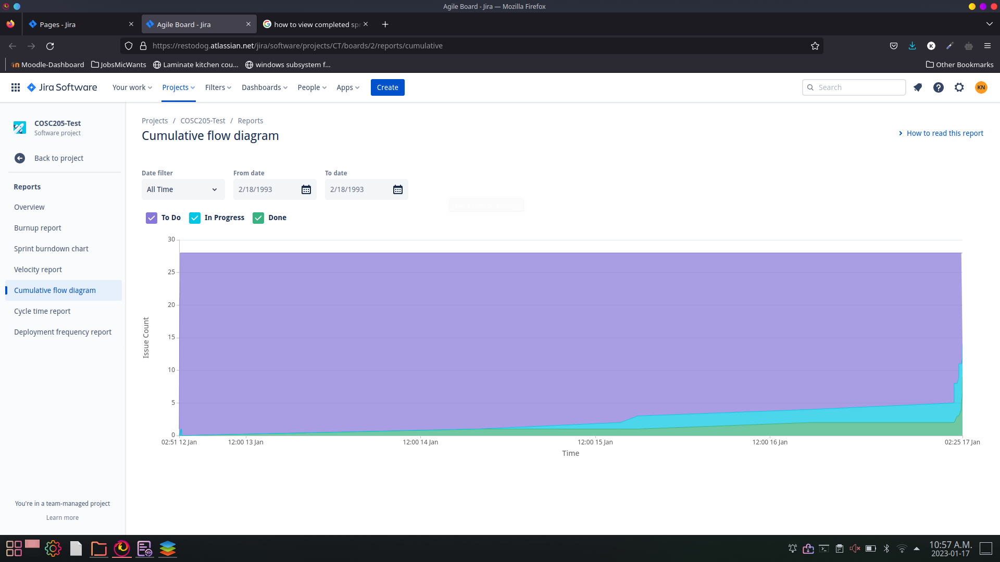 Agile Board - Jira — Mozilla Firefox
Pages - Jira
Agile Board - Jira
how to view completed spr
https://restodog.atlassian.net/jira/software/projects/CT/boards/2/reports/cumulative
K
Moodle-Dashboard
JobsMicWants
Laminate kitchen cou...
windows subsystem f...
Other Bookmarks
Jira Software
Your work
Projects
Filters
Dashboards
People
Apps
Create
Search
KN
COSC205-Test
Software project
Back to project
Reports
Overview
Burnup report
Sprint burndown chart
Velocity report
Cumulative flow diagram
Cycle time report
Deployment frequency report
You're in a team-managed project
Learn more
Projects / COSC205-Test / Reports
Cumulative flow diagram
How to read this report
Date filter
From date
To date
All Time
2/18/1993
2/18/1993
To Do
In Progress
Done
30
25
20
15
10
5
0
Issue Count
02:51 12 Jan
12:00 13 Jan
12:00 14 Jan
12:00 15 Jan
12:00 16 Jan
02:25 17 Jan
Time
10:57 A.M.
2023-01-17